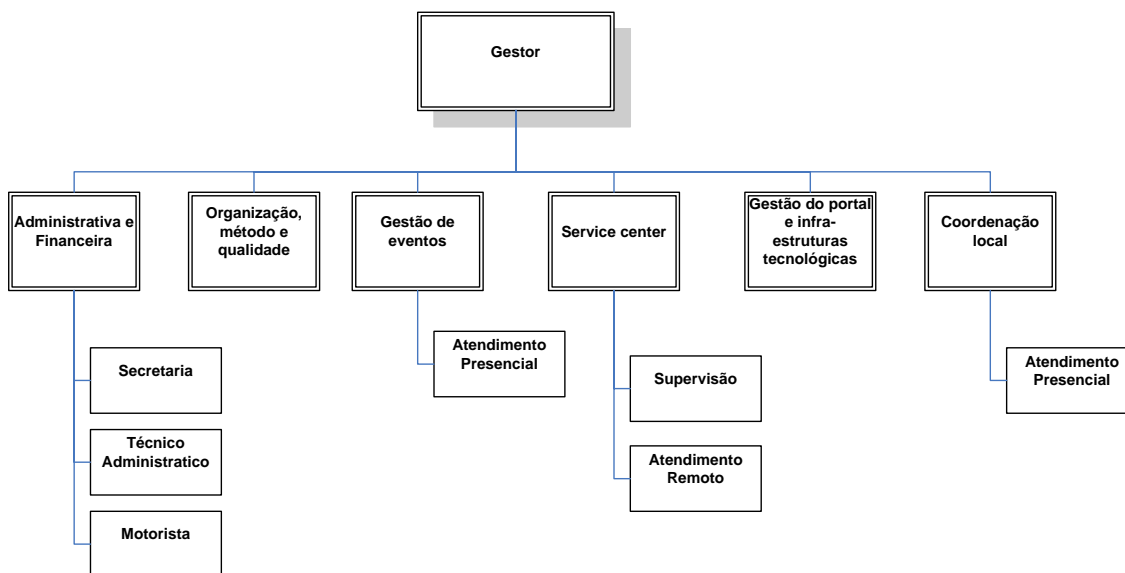 Gestor
Administrativa e
Financeira
Organização,
método e
qualidade
Gestão de
eventos
Service center
Gestão do portal
e infra-
estruturas
tecnológicas
Coordenação
local
Secretaria
Técnico
Administratico
Motorista
Atendimento
Presencial
Supervisão
Atendimento
Remoto
Atendimento
Presencial